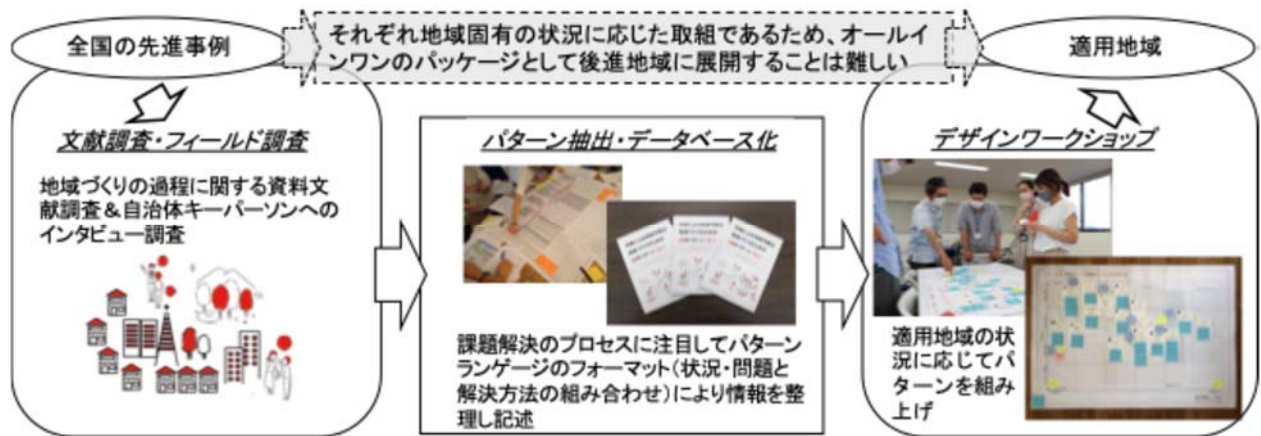 全国の先進事例
それぞれ地域固有の状況に応じた取組であるため、オールイ
ンワンのパッケージとして後進地域に展開することは難しい
適用地域
文献調査・フィールド調査
地域づくりの過程に関する資料文
献調査＆自治体キーパーソンへの
インタビュー調査
パターン抽出・データベース化
課題解決のプロセスに注目してパターン
ランゲージのフォーマット（状況・問題と
解決方法の組み合わせ）により情報を整
理し記述
デザインワークショップ
適用地域の状
況に応じてパ
ターンを組み
上げ